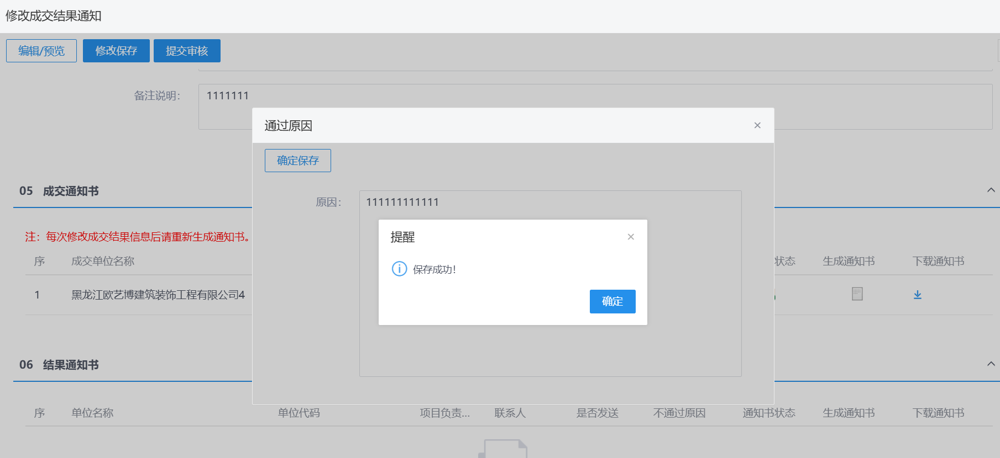 修改成交结果通知
编辑/预览 修改保存 提交审核
备注说明： 1111111
通过原因
确定保存
原因： 111111111111
提醒
保存成功！
确定
05 成交通知书
注：每次修改成交结果信息后请重新生成通知书。
序 成交单位名称 状态 生成通知书 下载通知书
1 黑龙江欧艺博建筑装饰工程有限公司4
06 结果通知书
序 单位名称 单位代码 项目负责... 联系人 是否发送 不通过原因 通知书状态 生成通知书 下载通知书